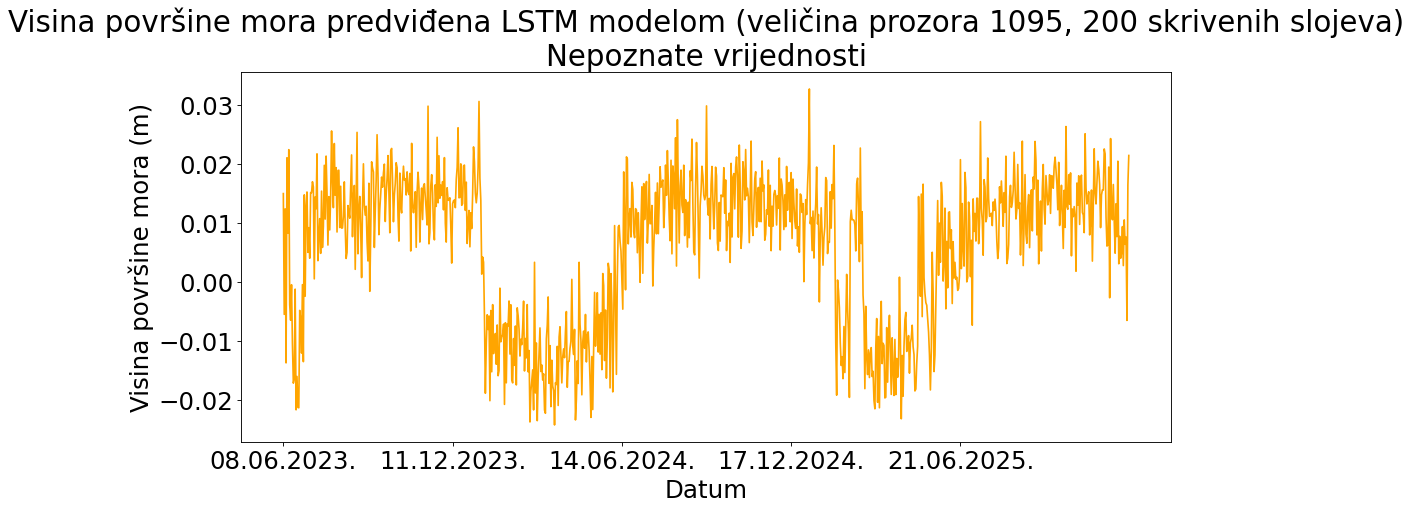 Visina površine mora predviđena LSTM modelom (veličina prozora 1095, 200 skrivenih slojeva)
Nepoznate vrijednosti
Visina površine mora (m)
0.03
0.02
0.01
0.00
−0.01
−0.02
08.06.2023. 11.12.2023. 14.06.2024. 17.12.2024. 21.06.2025.
Datum